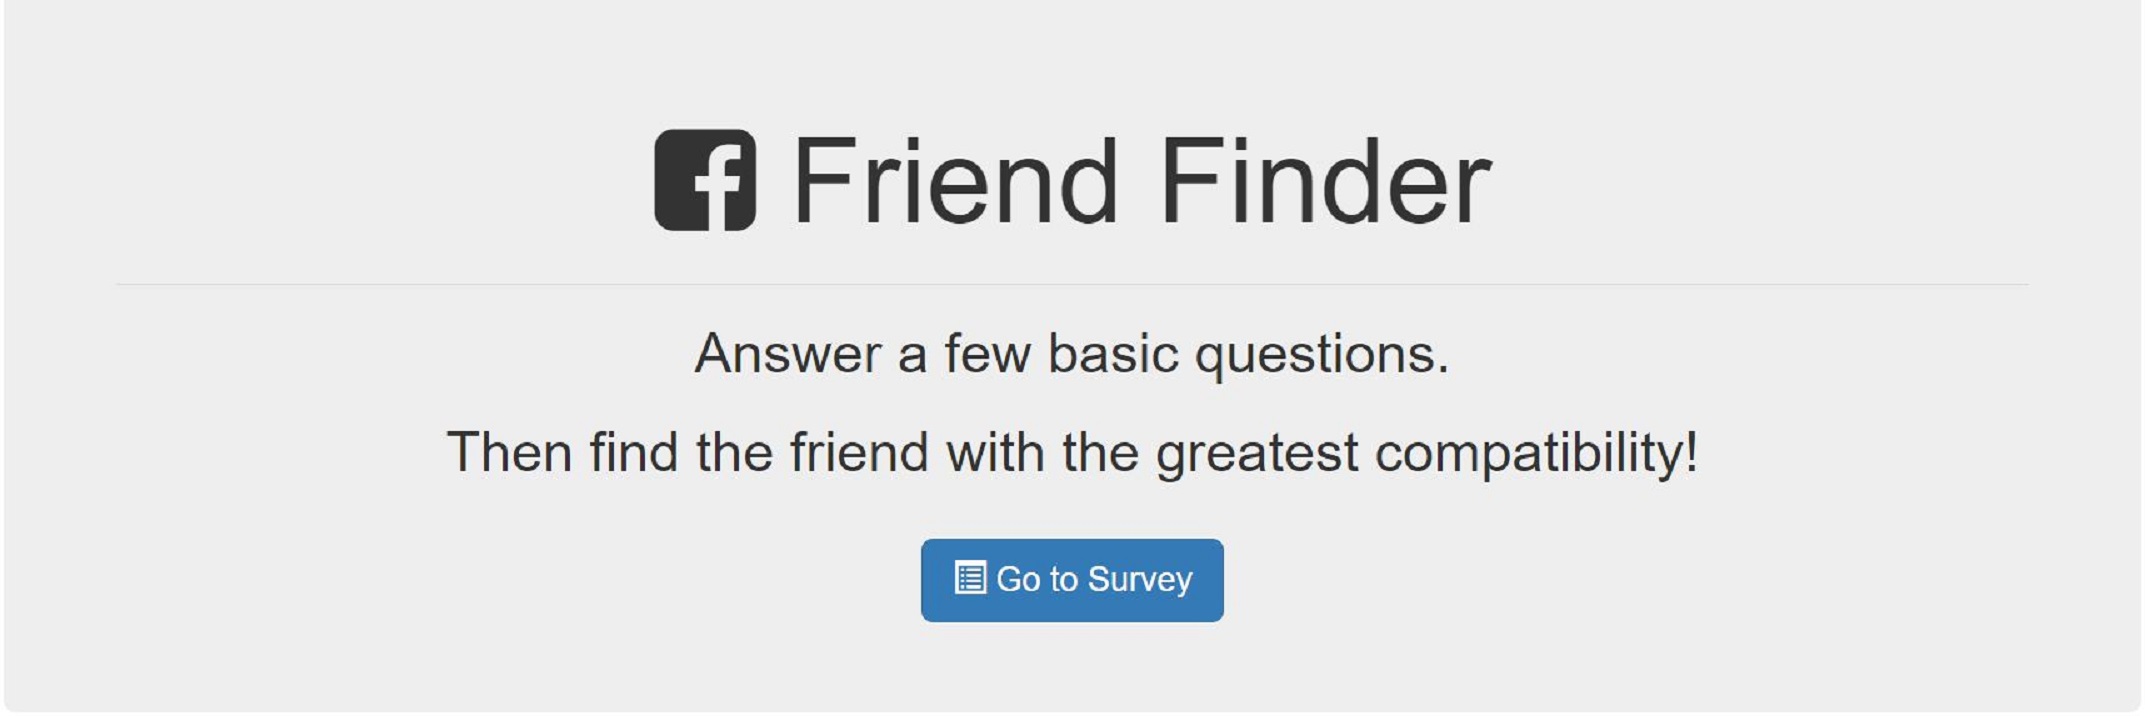 Friend Finder
Answer a few basic questions.
Then find the friend with the greatest compatibility!
Go to Survey